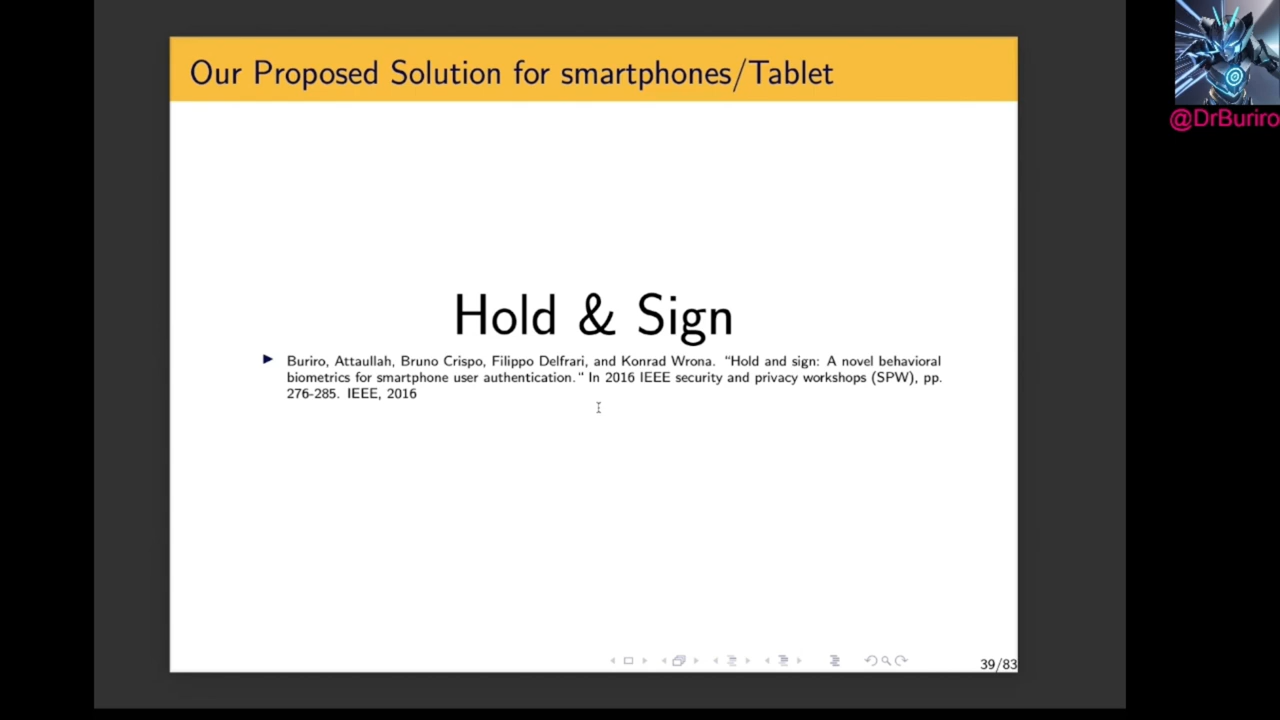 Our Proposed Solution for smartphones/Tablet
@DrBuriro
Hold & Sign
Buriro, Attaullah, Bruno Crispo, Filippo Delfrari, and Konrad Wrona. "Hold and sign: A novel behavioral
biometrics for smartphone user authentication." In 2016 IEEE security and privacy workshops (SPW), pp.
276-285. IEEE, 2016
39/83